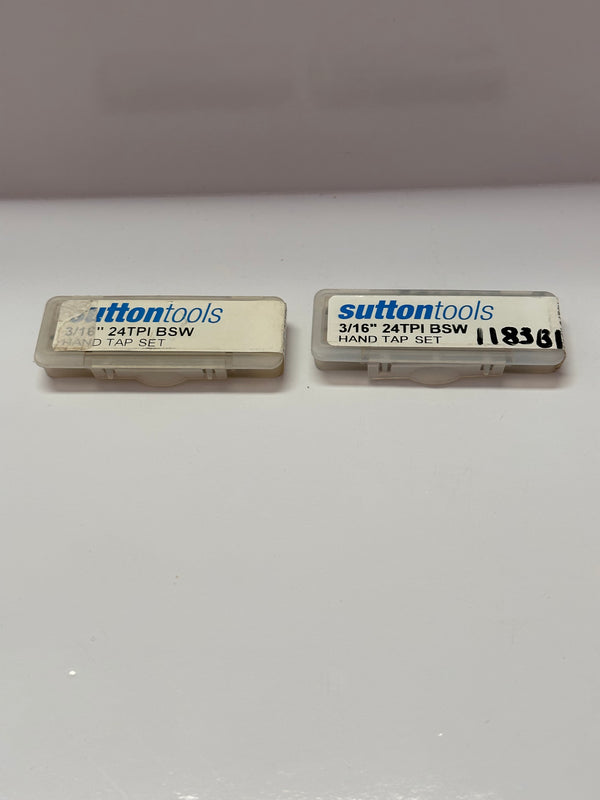 suttontools
3/16" 24TPI BSW
HAND TAP SET
suttontools
3/16" 24TPI BSW
HAND TAP SET
1183B1